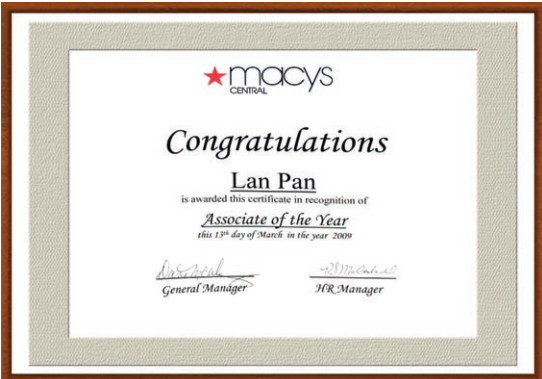 macys
CENTRAL
Congratulations
Lan Pan
is awarded this certificate in recognition of
Associate of the Year
this 13th day of March in the year 2009
General Manager
HR Manager